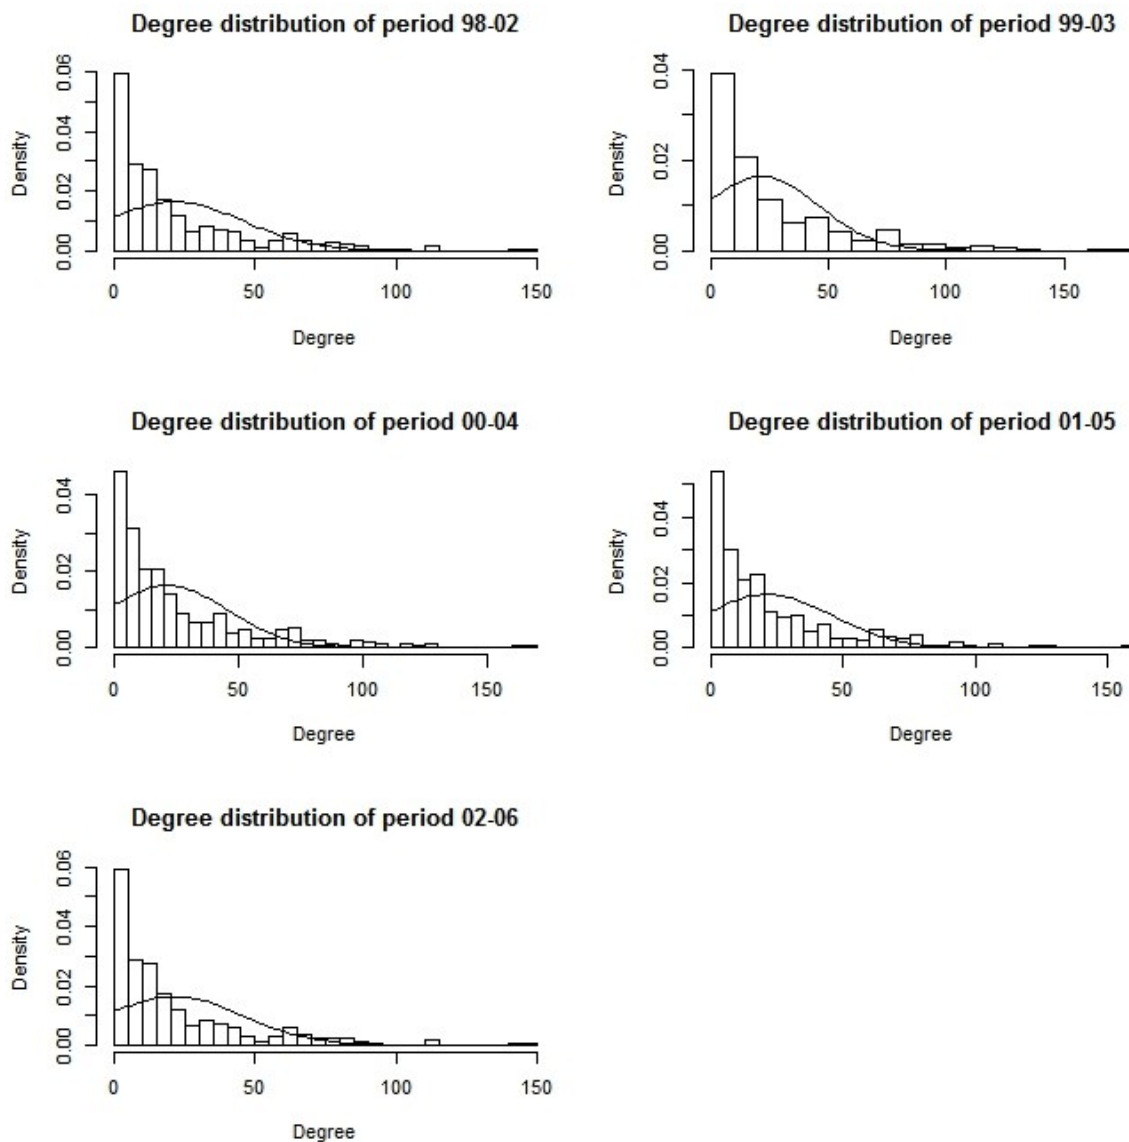 Degree distribution of period 98-02
Density
0.00 0.02 0.04 0.06
0 50 100 150
Degree
Degree distribution of period 99-03
Density
0.00 0.02 0.04
0 50 100 150
Degree
Degree distribution of period 00-04
Density
0.00 0.02 0.04
0 50 100 150
Degree
Degree distribution of period 01-05
Density
0.00 0.02 0.04
0 50 100 150
Degree
Degree distribution of period 02-06
Density
0.00 0.02 0.04 0.06
0 50 100 150
Degree